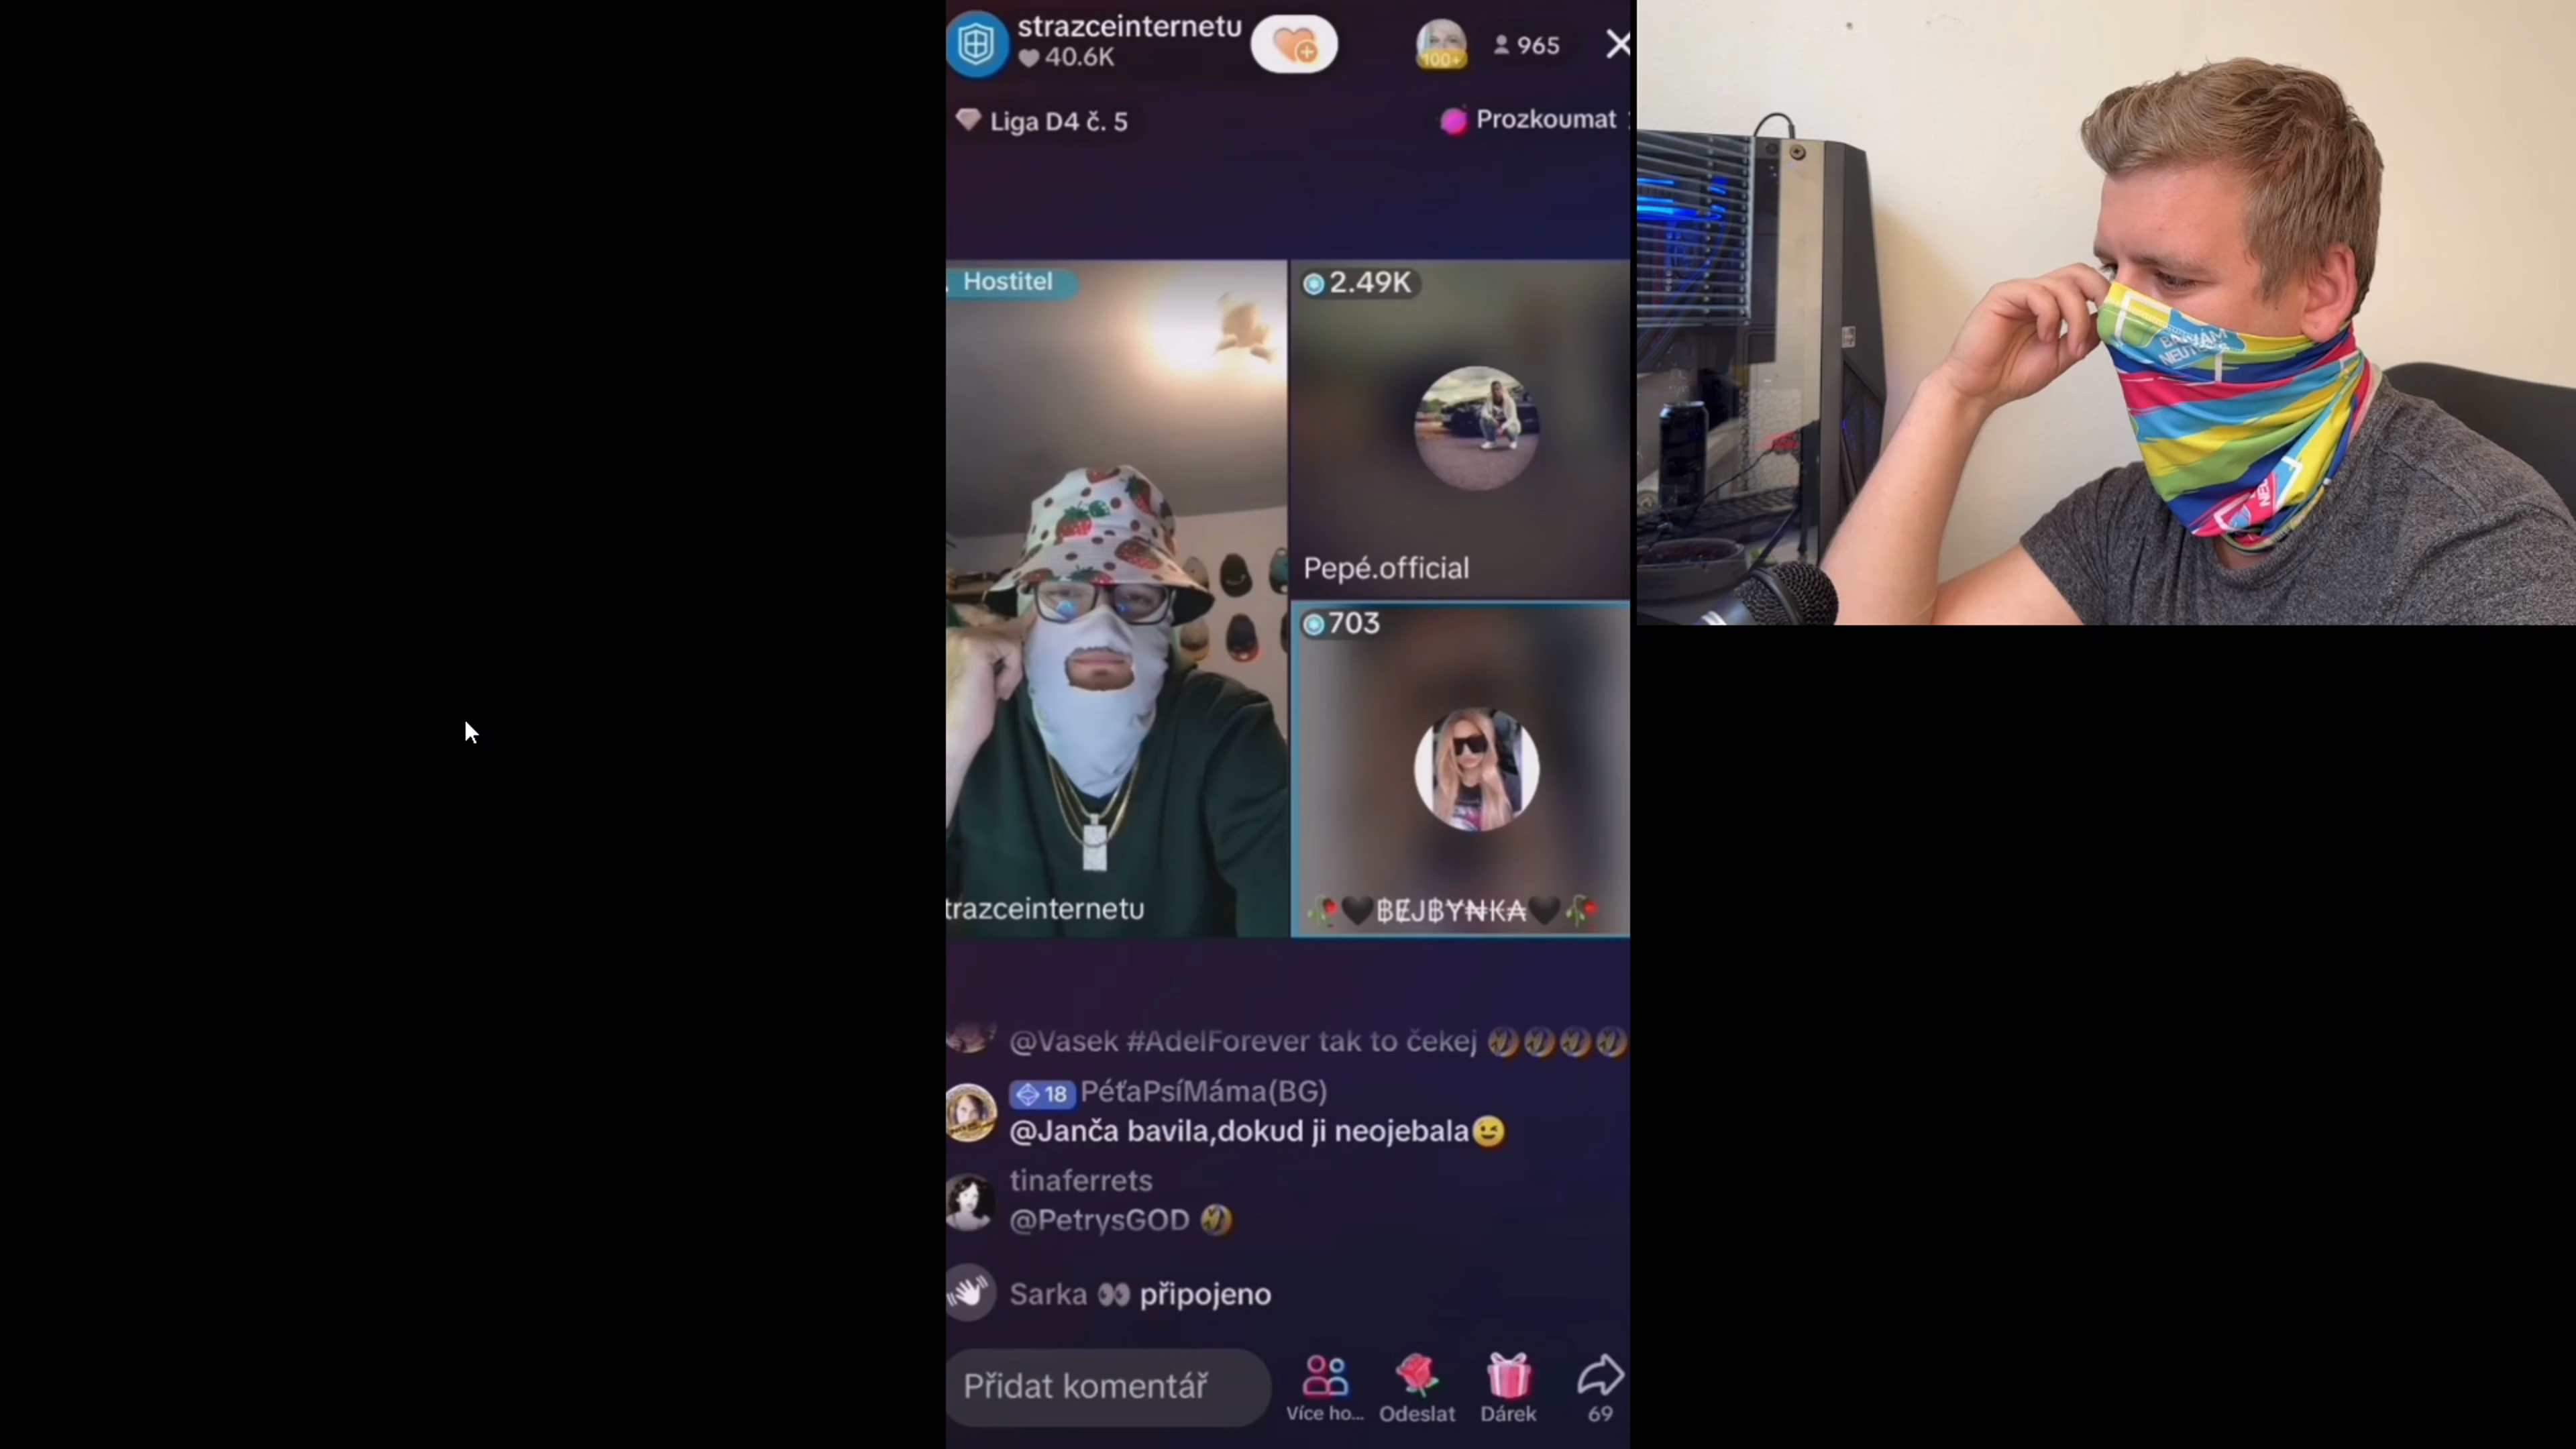 strazceinternetu
40.6K
100+
965
Liga D4 č. 5
Prozkoumat
Hostitel
2.49K
Pepé.official
703
trazceinternetu
🥀🖤฿ɆJ฿Ɏ₦K₳🖤🥀
@Vasek #AdelForever tak to čekej 🤣🤣🤣🤣
18 PéťaPsíMáma(BG)
@Janča bavila,dokud ji neojebala😉
tinaferrets
@PetrysGOD 🤣
Sarka 👀 připojeno
Přidat komentář
Více ho...
Odeslat
Dárek
69